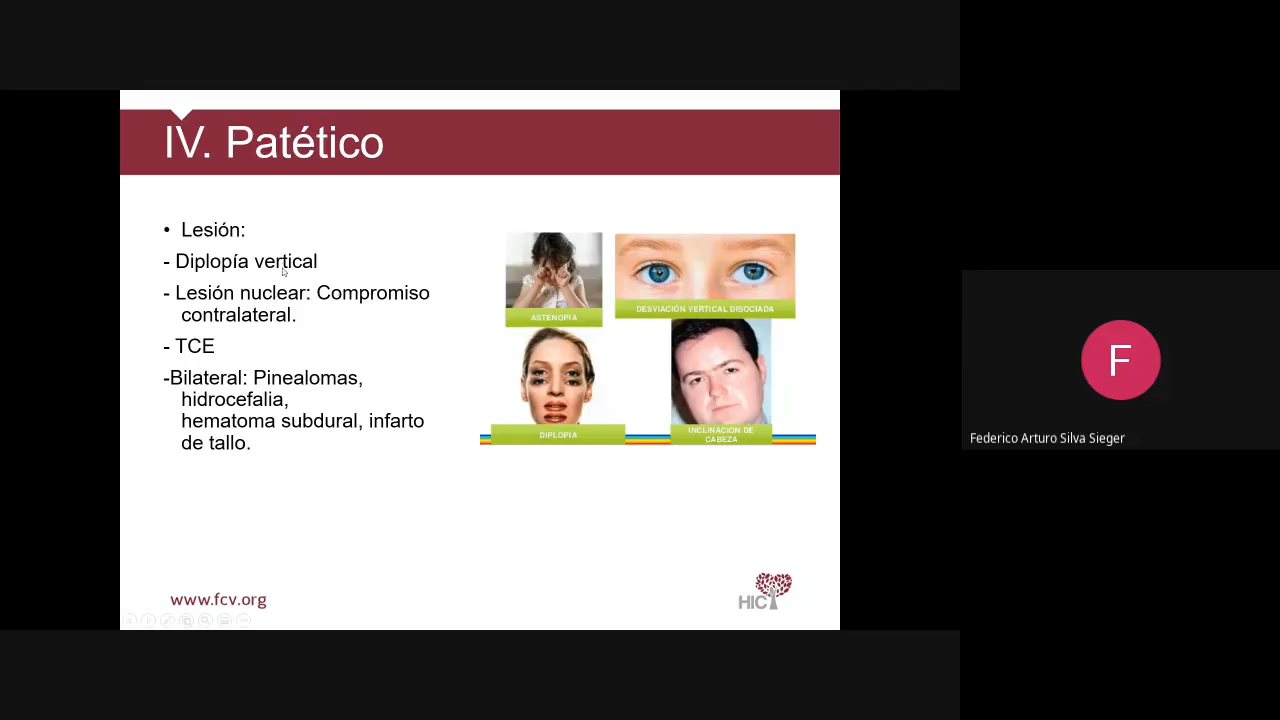 IV. Patético
• Lesión:
- Diplopía vertical
- Lesión nuclear: Compromiso
contralateral.
- TCE
-Bilateral: Pinealomas,
hidrocefalia,
hematoma subdural, infarto
de tallo.
ASTENOPIA
DESVIACIÓN VERTICAL DISOCIADA
DIPLOPIA
INCLINACION DE
CABEZA
www.fcv.org
HIC
F
Federico Arturo Silva Sieger